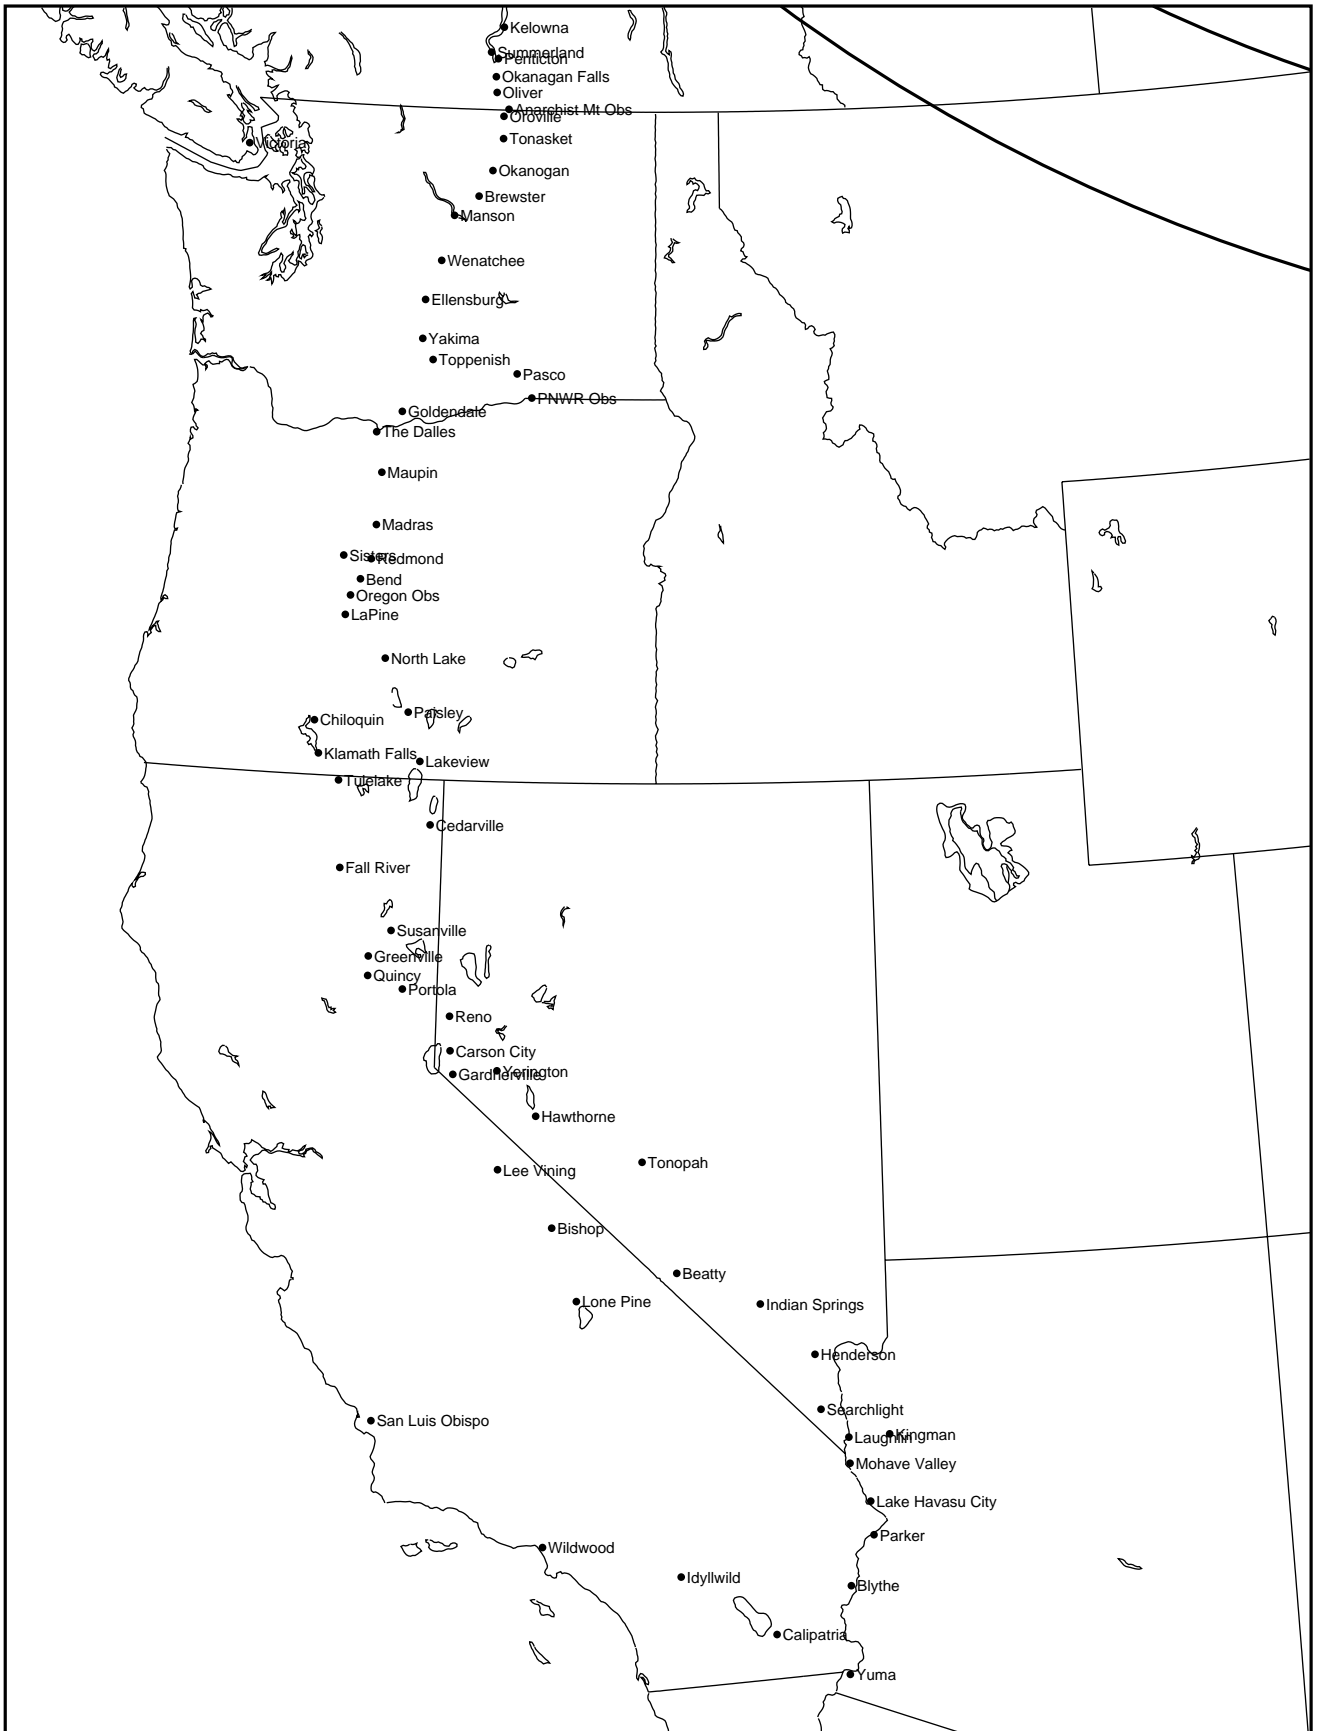 Kelowna
Summerland
Penticton
Okanagan Falls
Oliver
Anarchist Mt Obs
Oroville
Tonasket
Victoria
Okanogan
Brewster
Manson
Wenatchee
Ellensburg
Yakima
Toppenish
Pasco
PNWR Obs
Goldendale
The Dalles
Maupin
Madras
Sisters
Redmond
Bend
Oregon Obs
LaPine
North Lake
Paisley
Chiloquin
Klamath Falls
Lakeview
Tulelake
Cedarville
Fall River
Susanville
Greenville
Quincy
Portola
Reno
Carson City
Yerington
Gardnerville
Hawthorne
Tonopah
Lee Vining
Bishop
Beatty
Lone Pine
Indian Springs
Henderson
Searchlight
San Luis Obispo
Kingman
Laughlin
Mohave Valley
Lake Havasu City
Parker
Wildwood
Idyllwild
Blythe
Calipatria
Yuma